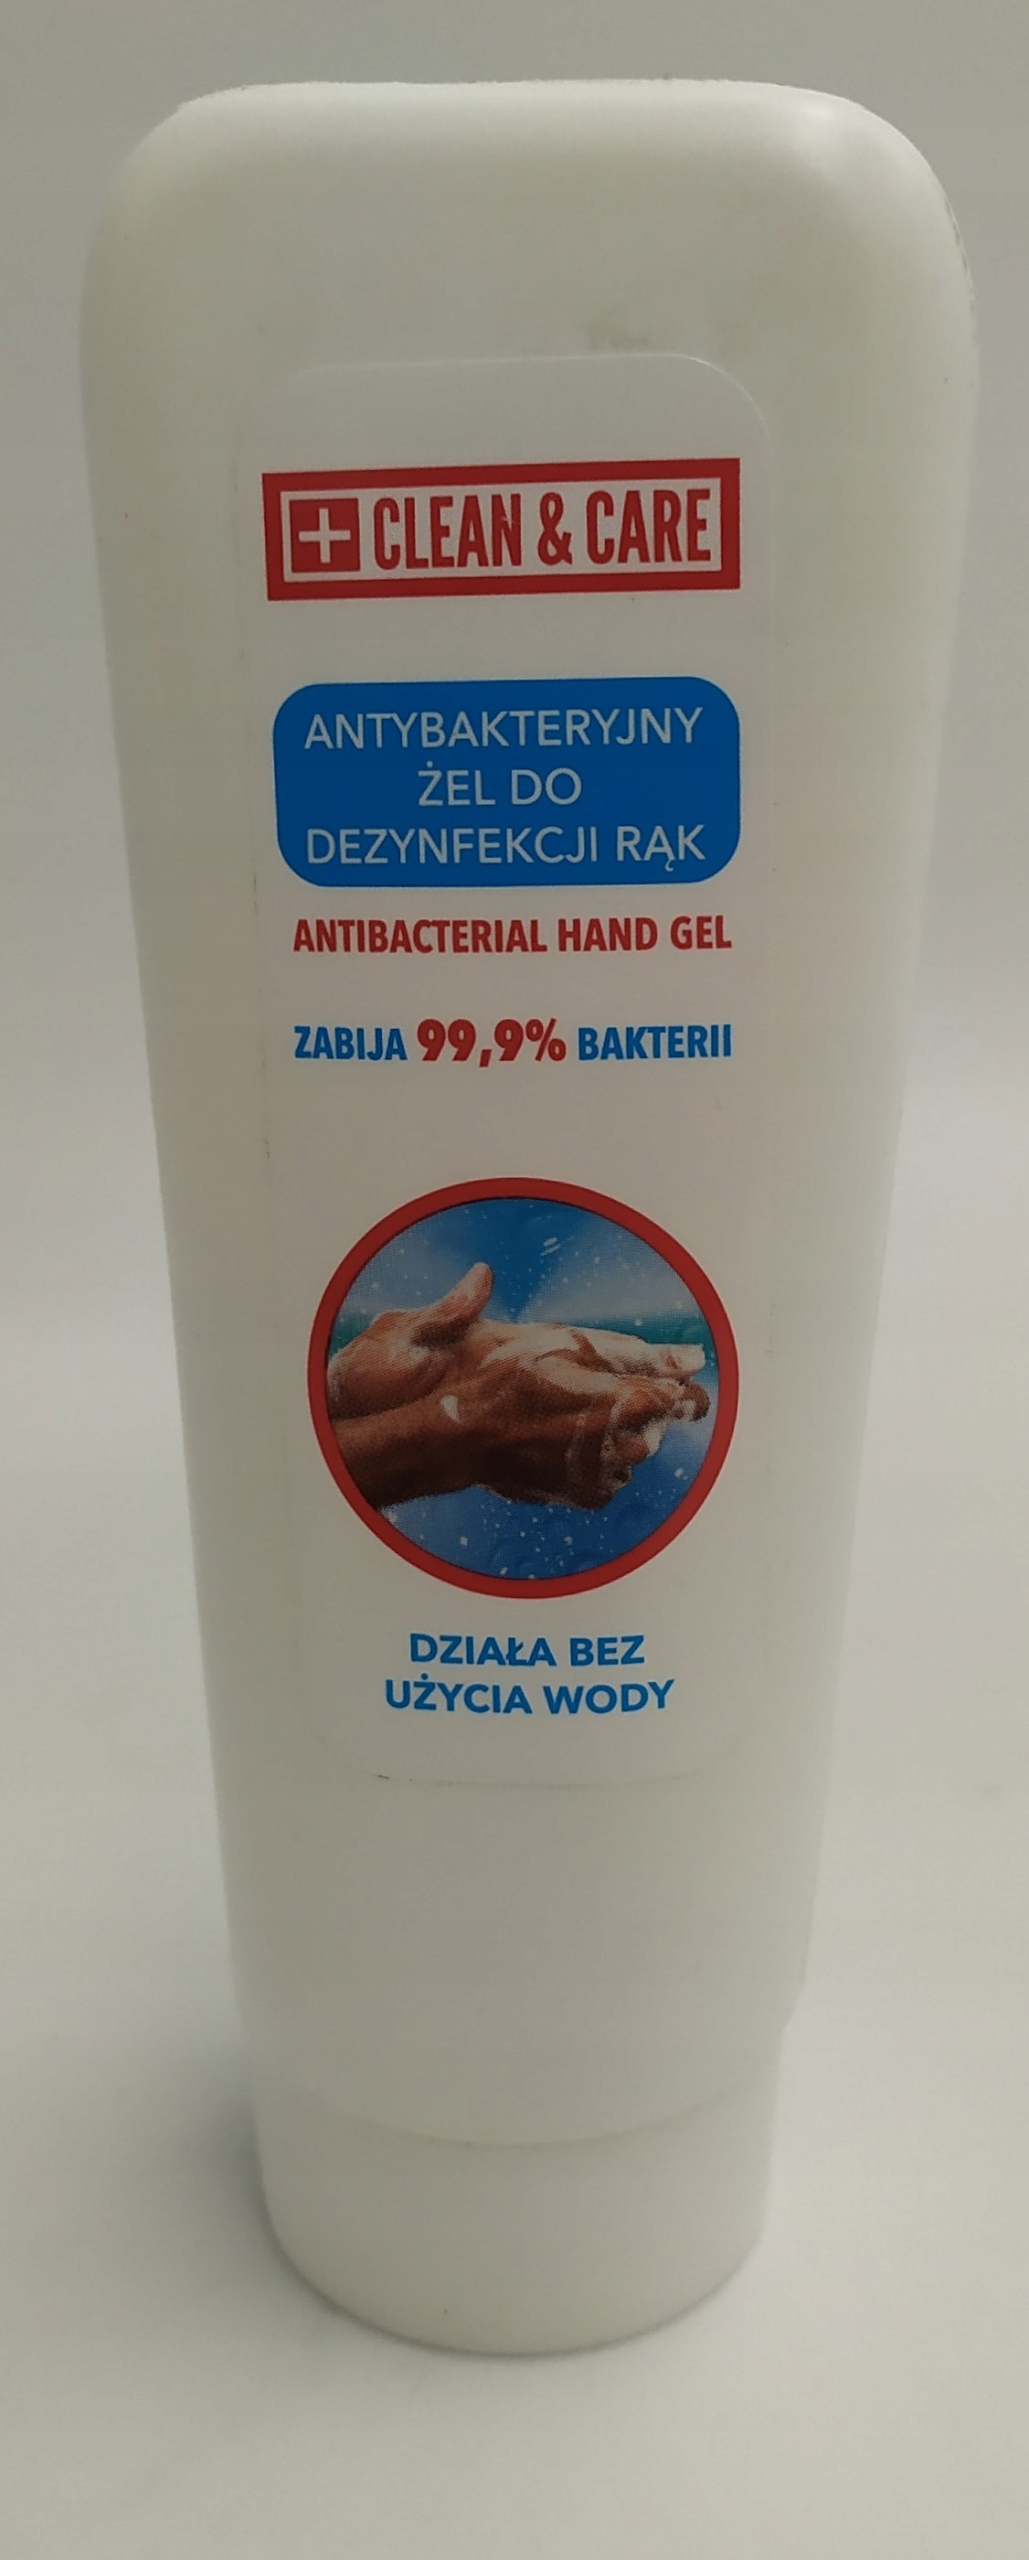 CLEAN & CARE
ANTYBAKTERYJNY
ŻEL DO
DEZYNFEKCJI RĄK
ANTIBACTERIAL HAND GEL
ZABIJA 99,9% BAKTERII
DZIAŁA BEZ
UŻYCIA WODY